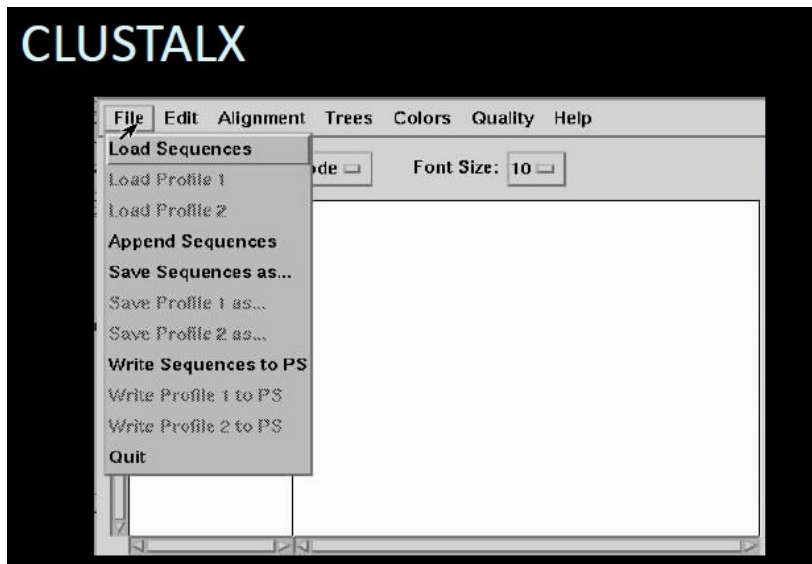 CLUSTALX
File Edit Alignment Trees Colors Quality Help
Load Sequences
Load Profile 1
Load Profile 2
Append Sequences
Save Sequences as...
Save Profile 1 as...
Save Profile 2 as...
Write Sequences to PS
Write Profile 1 to PS
Write Profile 2 to PS
Quit
ode Font Size: 10